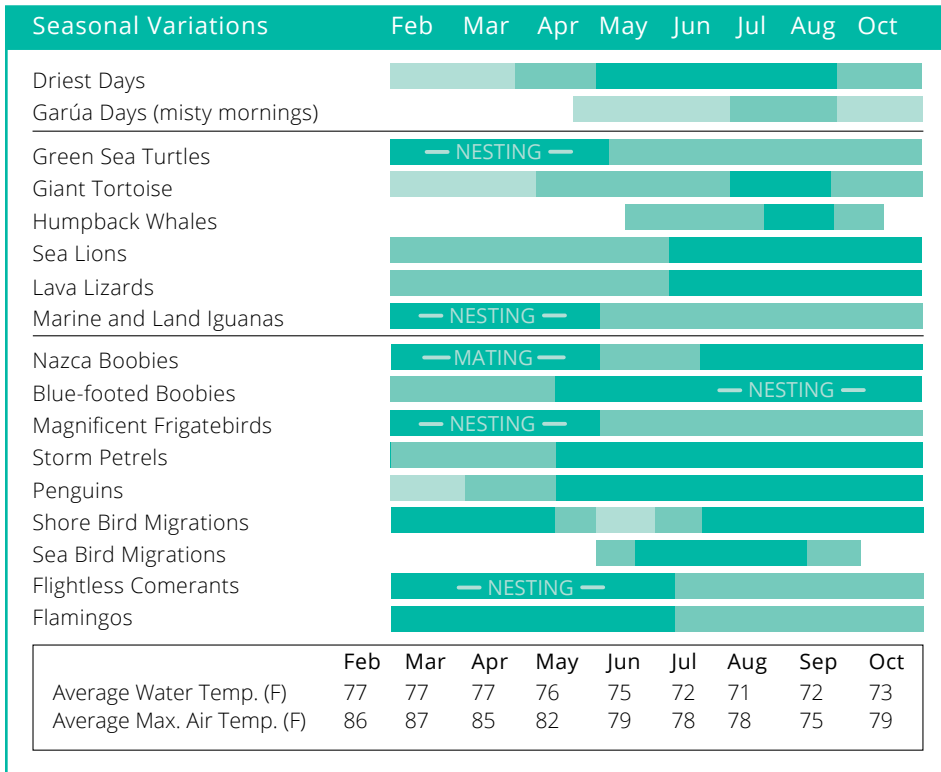 Seasonal Variations Feb Mar Apr May Jun Jul Aug Oct
Driest Days
Garúa Days (misty mornings)
Green Sea Turtles — NESTING —
Giant Tortoise
Humpback Whales
Sea Lions
Lava Lizards
Marine and Land Iguanas — NESTING —
Nazca Boobies — MATING —
Blue-footed Boobies — NESTING —
Magnificent Frigatebirds — NESTING —
Storm Petrels
Penguins
Shore Bird Migrations
Sea Bird Migrations
Flightless Comerants — NESTING —
Flamingos
Feb Mar Apr May Jun Jul Aug Sep Oct
Average Water Temp. (F) 77 77 77 76 75 72 71 72 73
Average Max. Air Temp. (F) 86 87 85 82 79 78 78 75 79